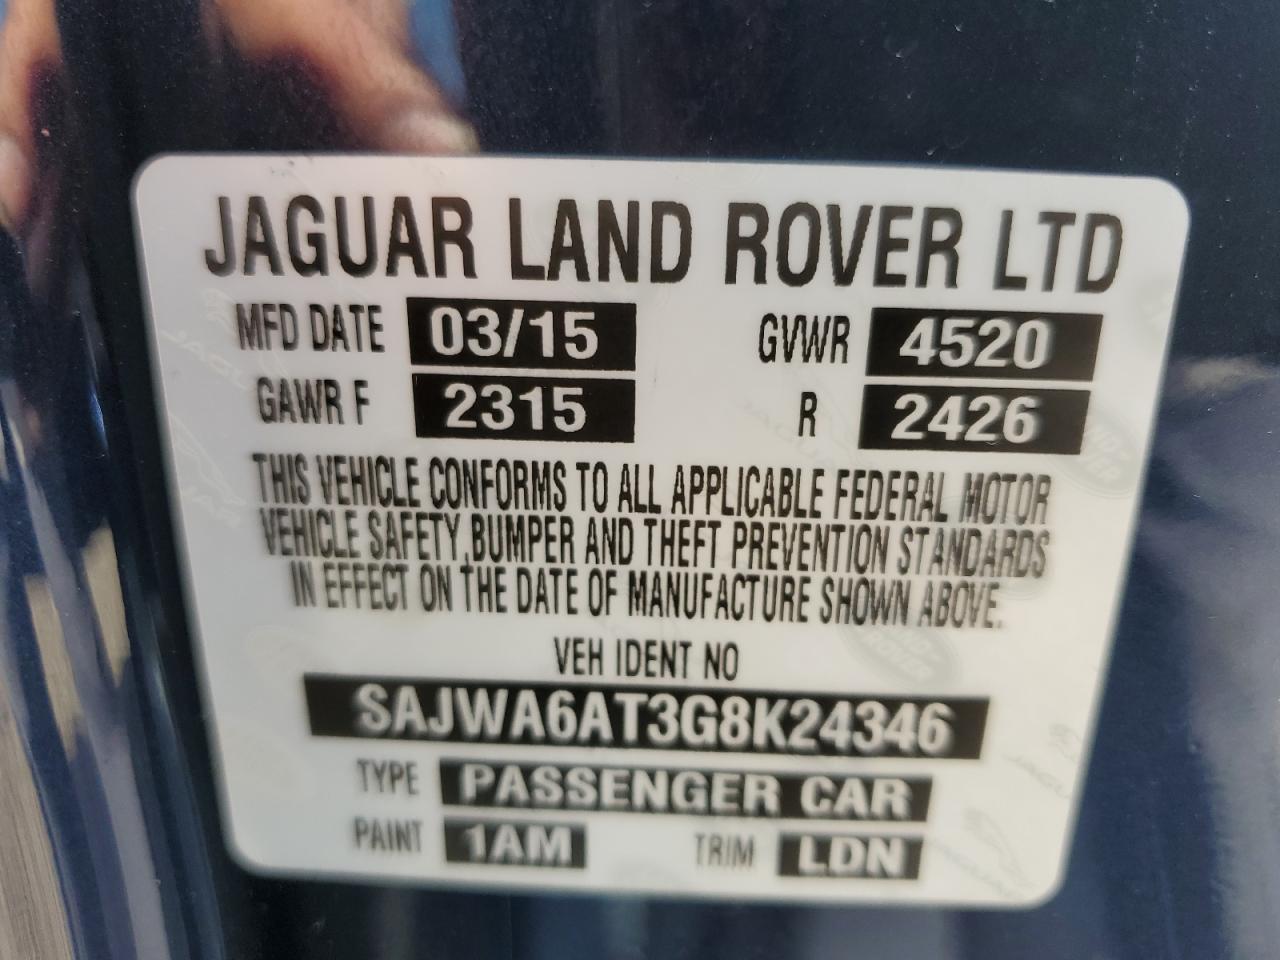 JAGUAR LAND ROVER LTD
MFD DATE 03/15 GVWR 4520
GAWR F 2315 R 2426
THIS VEHICLE CONFORMS TO ALL APPLICABLE FEDERAL MOTOR
VEHICLE SAFETY, BUMPER AND THEFT PREVENTION STANDARDS
IN EFFECT ON THE DATE OF MANUFACTURE SHOWN ABOVE.
VEH IDENT NO
SAJWA6AT3G8K24346
TYPE PASSENGER CAR
PAINT 1AM TRIM LDN